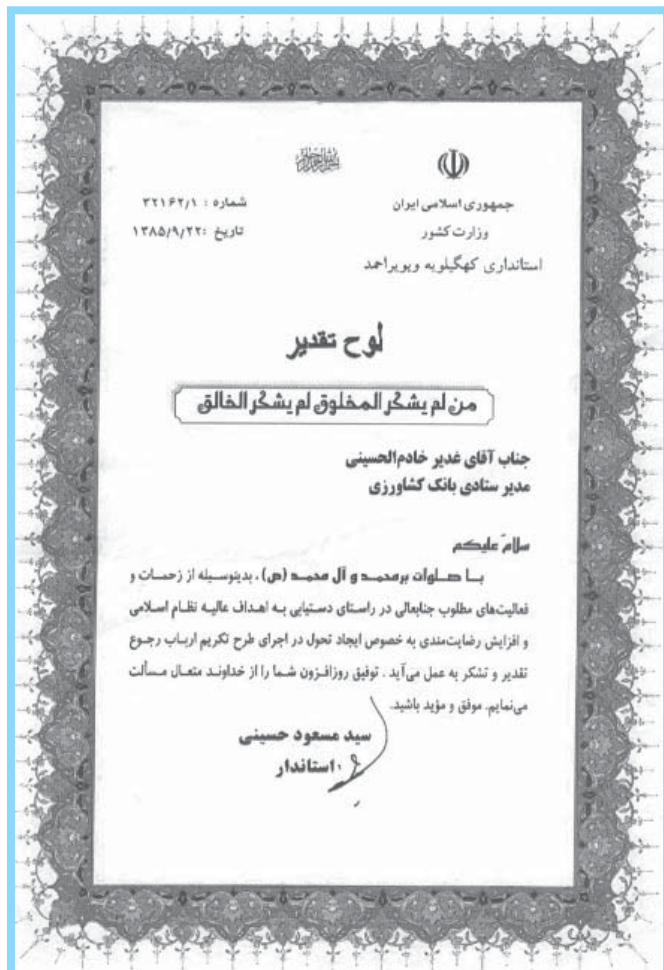 جمهوری اسلامی ایران
وزارت کشور
استانداری کهگیلویه وبویراحمد
شماره : ۳۲۱۶۲/۱
تاریخ :۱۳۸۵/۹/۲۲
لوح تقدیر
من لم یشکر المخلوق لم یشکر الخالق
جناب آقای غدیر خادم‌الحسینی
مدیر ستادی بانک کشاورزی
سلامٌ علیکم
با صلوات برمحمد و آل محمد (ص) ، بدینوسیله از زحمات و
فعالیت‌های مطلوب جنابعالی در راستای دستیابی به اهداف عالیه نظام اسلامی
و افزایش رضایت‌مندی به خصوص ایجاد تحول در اجرای طرح تکریم ارباب رجوع
تقدیر و تشکر به عمل می‌آید . توفیق روزافزون شما را از خداوند متعال مسألت
می‌نمایم. موفق و مؤید باشید.
سید مسعود حسینی
استاندار